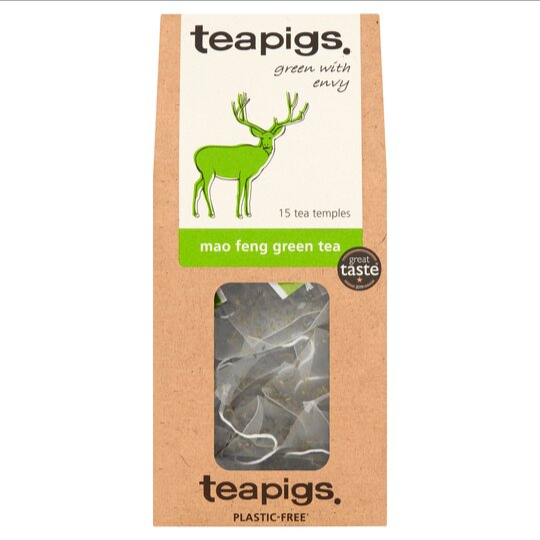 teapigs.
green with
envy
15 tea temples
mao feng green tea
great
taste
teapigs.
PLASTIC-FREE*